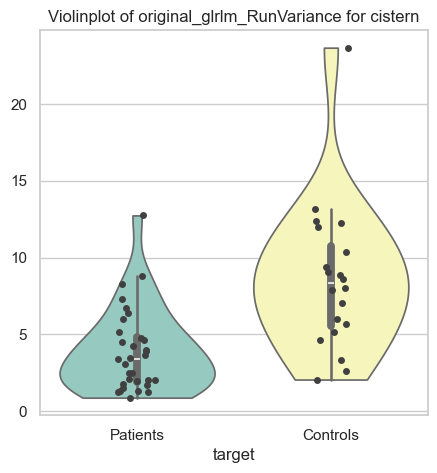 Violinplot of original_glrlm_RunVariance for cistern
20
15
10
5
0
Patients
Controls
target